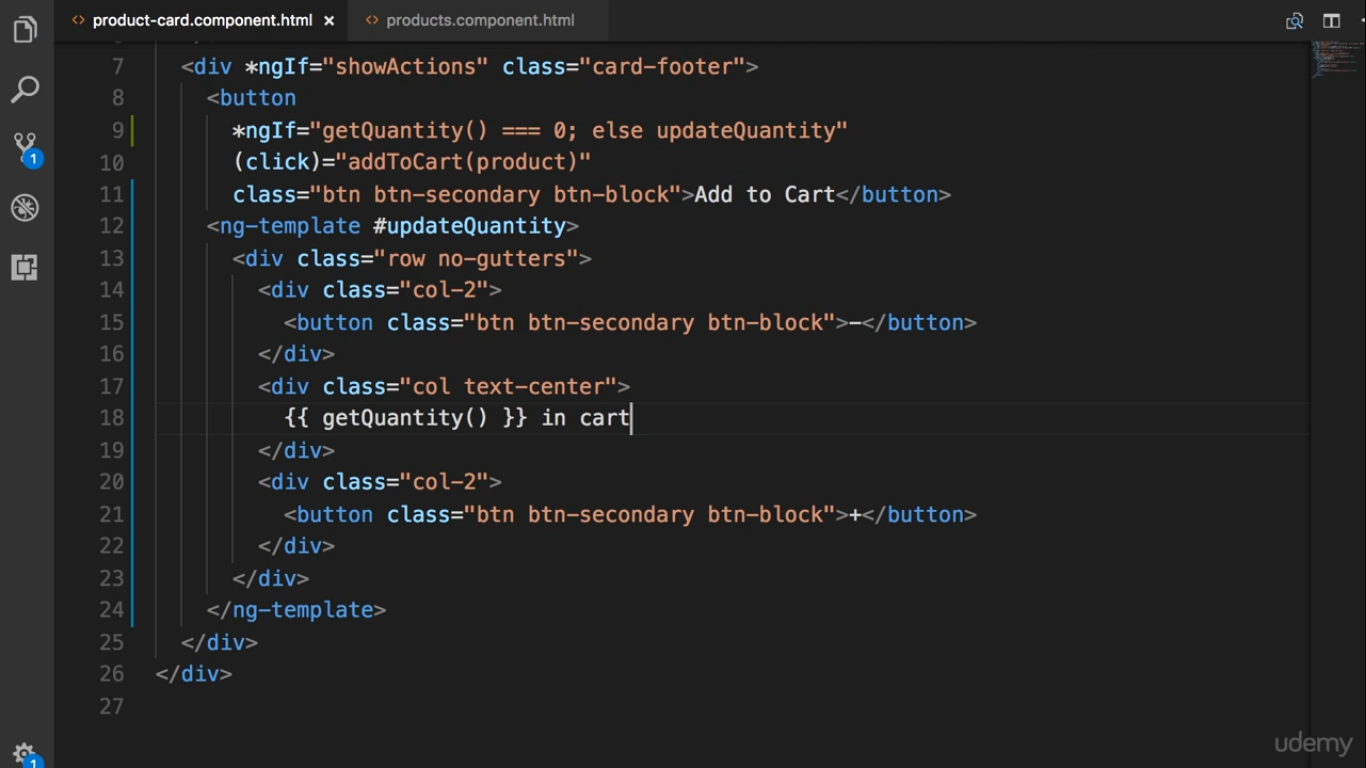 product-card.component.html
products.component.html
7 <div *ngIf="showActions" class="card-footer">
8 <button
9 *ngIf="getQuantity() === 0; else updateQuantity"
10 (click)="addToCart(product)"
11 class="btn btn-secondary btn-block">Add to Cart</button>
12 <ng-template #updateQuantity>
13 <div class="row no-gutters">
14 <div class="col-2">
15 <button class="btn btn-secondary btn-block">-</button>
16 </div>
17 <div class="col text-center">
18 {{ getQuantity() }} in cart
19 </div>
20 <div class="col-2">
21 <button class="btn btn-secondary btn-block">+</button>
22 </div>
23 </div>
24 </ng-template>
25 </div>
26 </div>
27
1
1
udemy